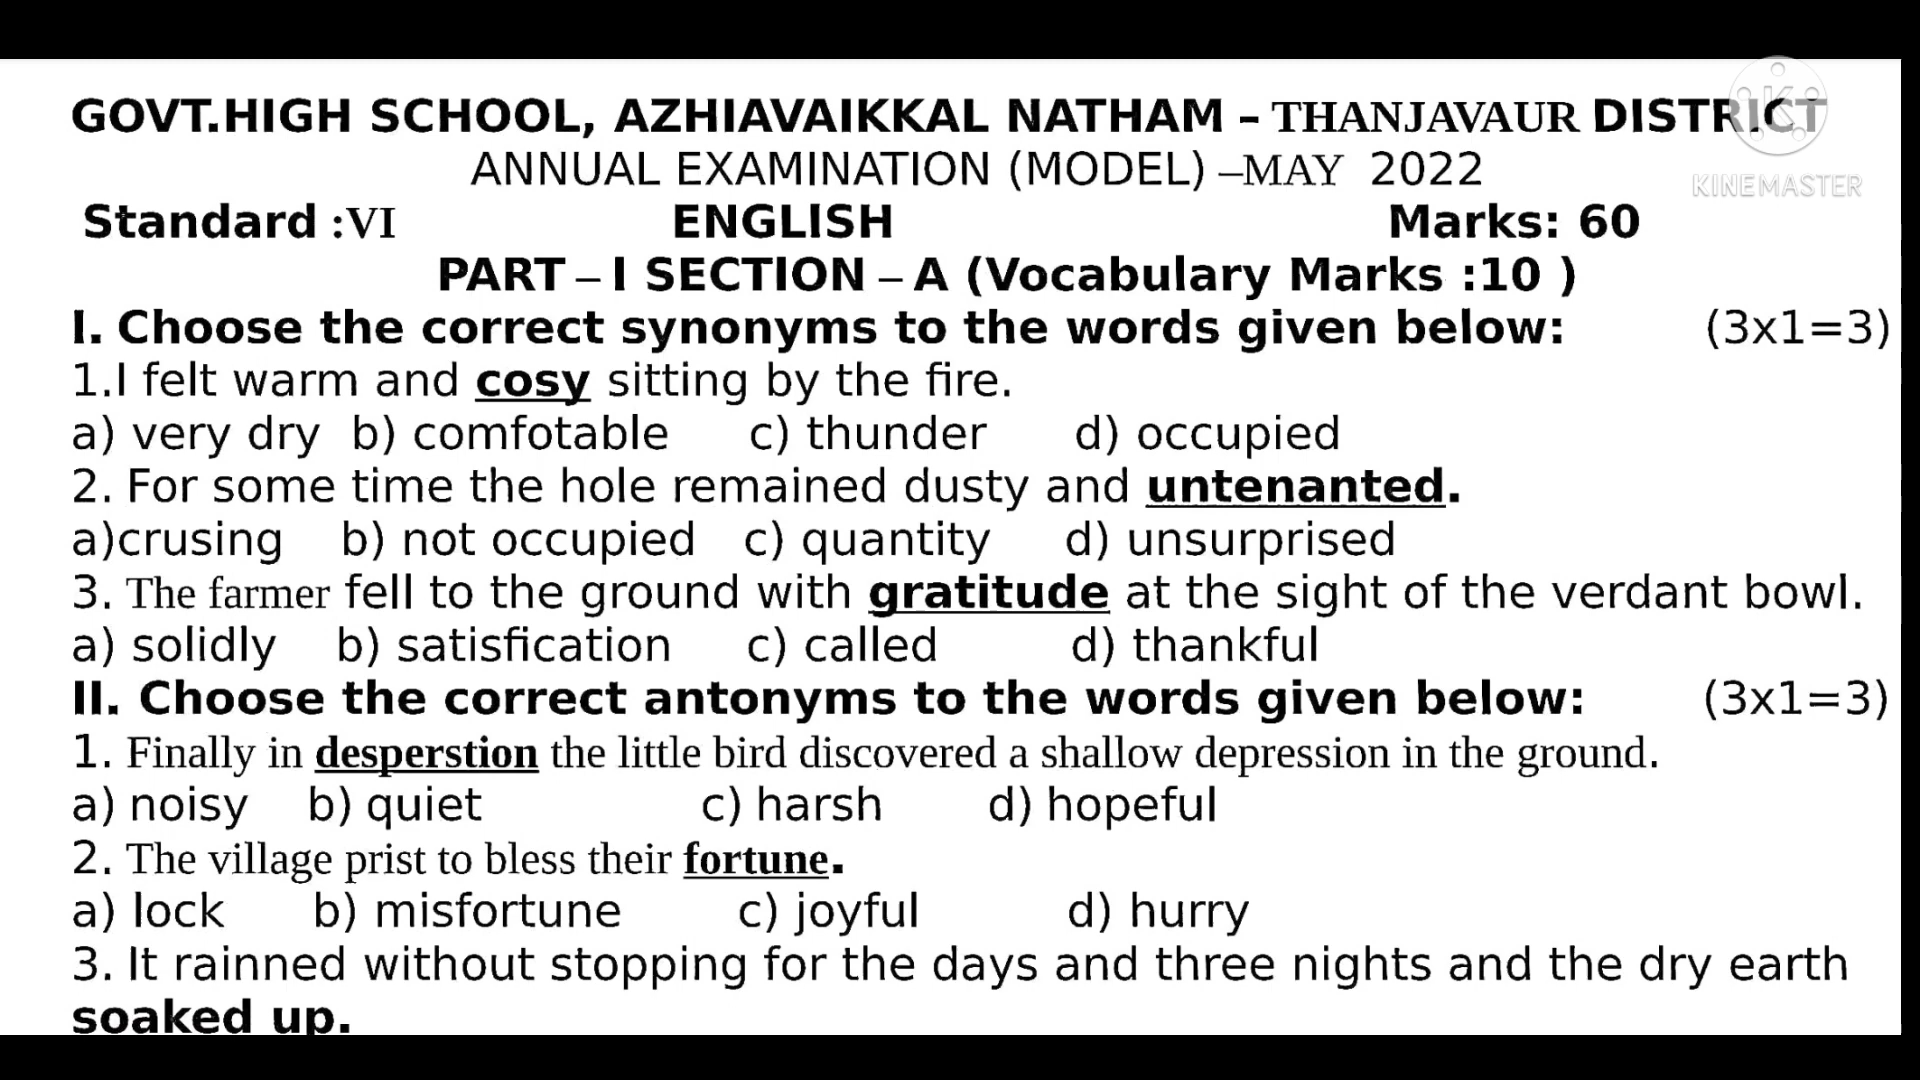 GOVT.HIGH SCHOOL, AZHIAVAIKKAL NATHAM – THANJAVAUR DISTRICT
KINEMASTER
ANNUAL EXAMINATION (MODEL) –MAY 2022
Standard :VI ENGLISH Marks: 60
PART – I SECTION – A (Vocabulary Marks :10 )
I. Choose the correct synonyms to the words given below: (3x1=3)
1.I felt warm and cosy sitting by the fire.
a) very dry b) comfotable c) thunder d) occupied
2. For some time the hole remained dusty and untenanted.
a)crusing b) not occupied c) quantity d) unsurprised
3. The farmer fell to the ground with gratitude at the sight of the verdant bowl.
a) solidly b) satisfication c) called d) thankful
II. Choose the correct antonyms to the words given below: (3x1=3)
1. Finally in desperstion the little bird discovered a shallow depression in the ground.
a) noisy b) quiet c) harsh d) hopeful
2. The village prist to bless their fortune.
a) lock b) misfortune c) joyful d) hurry
3. It rainned without stopping for the days and three nights and the dry earth
soaked up.